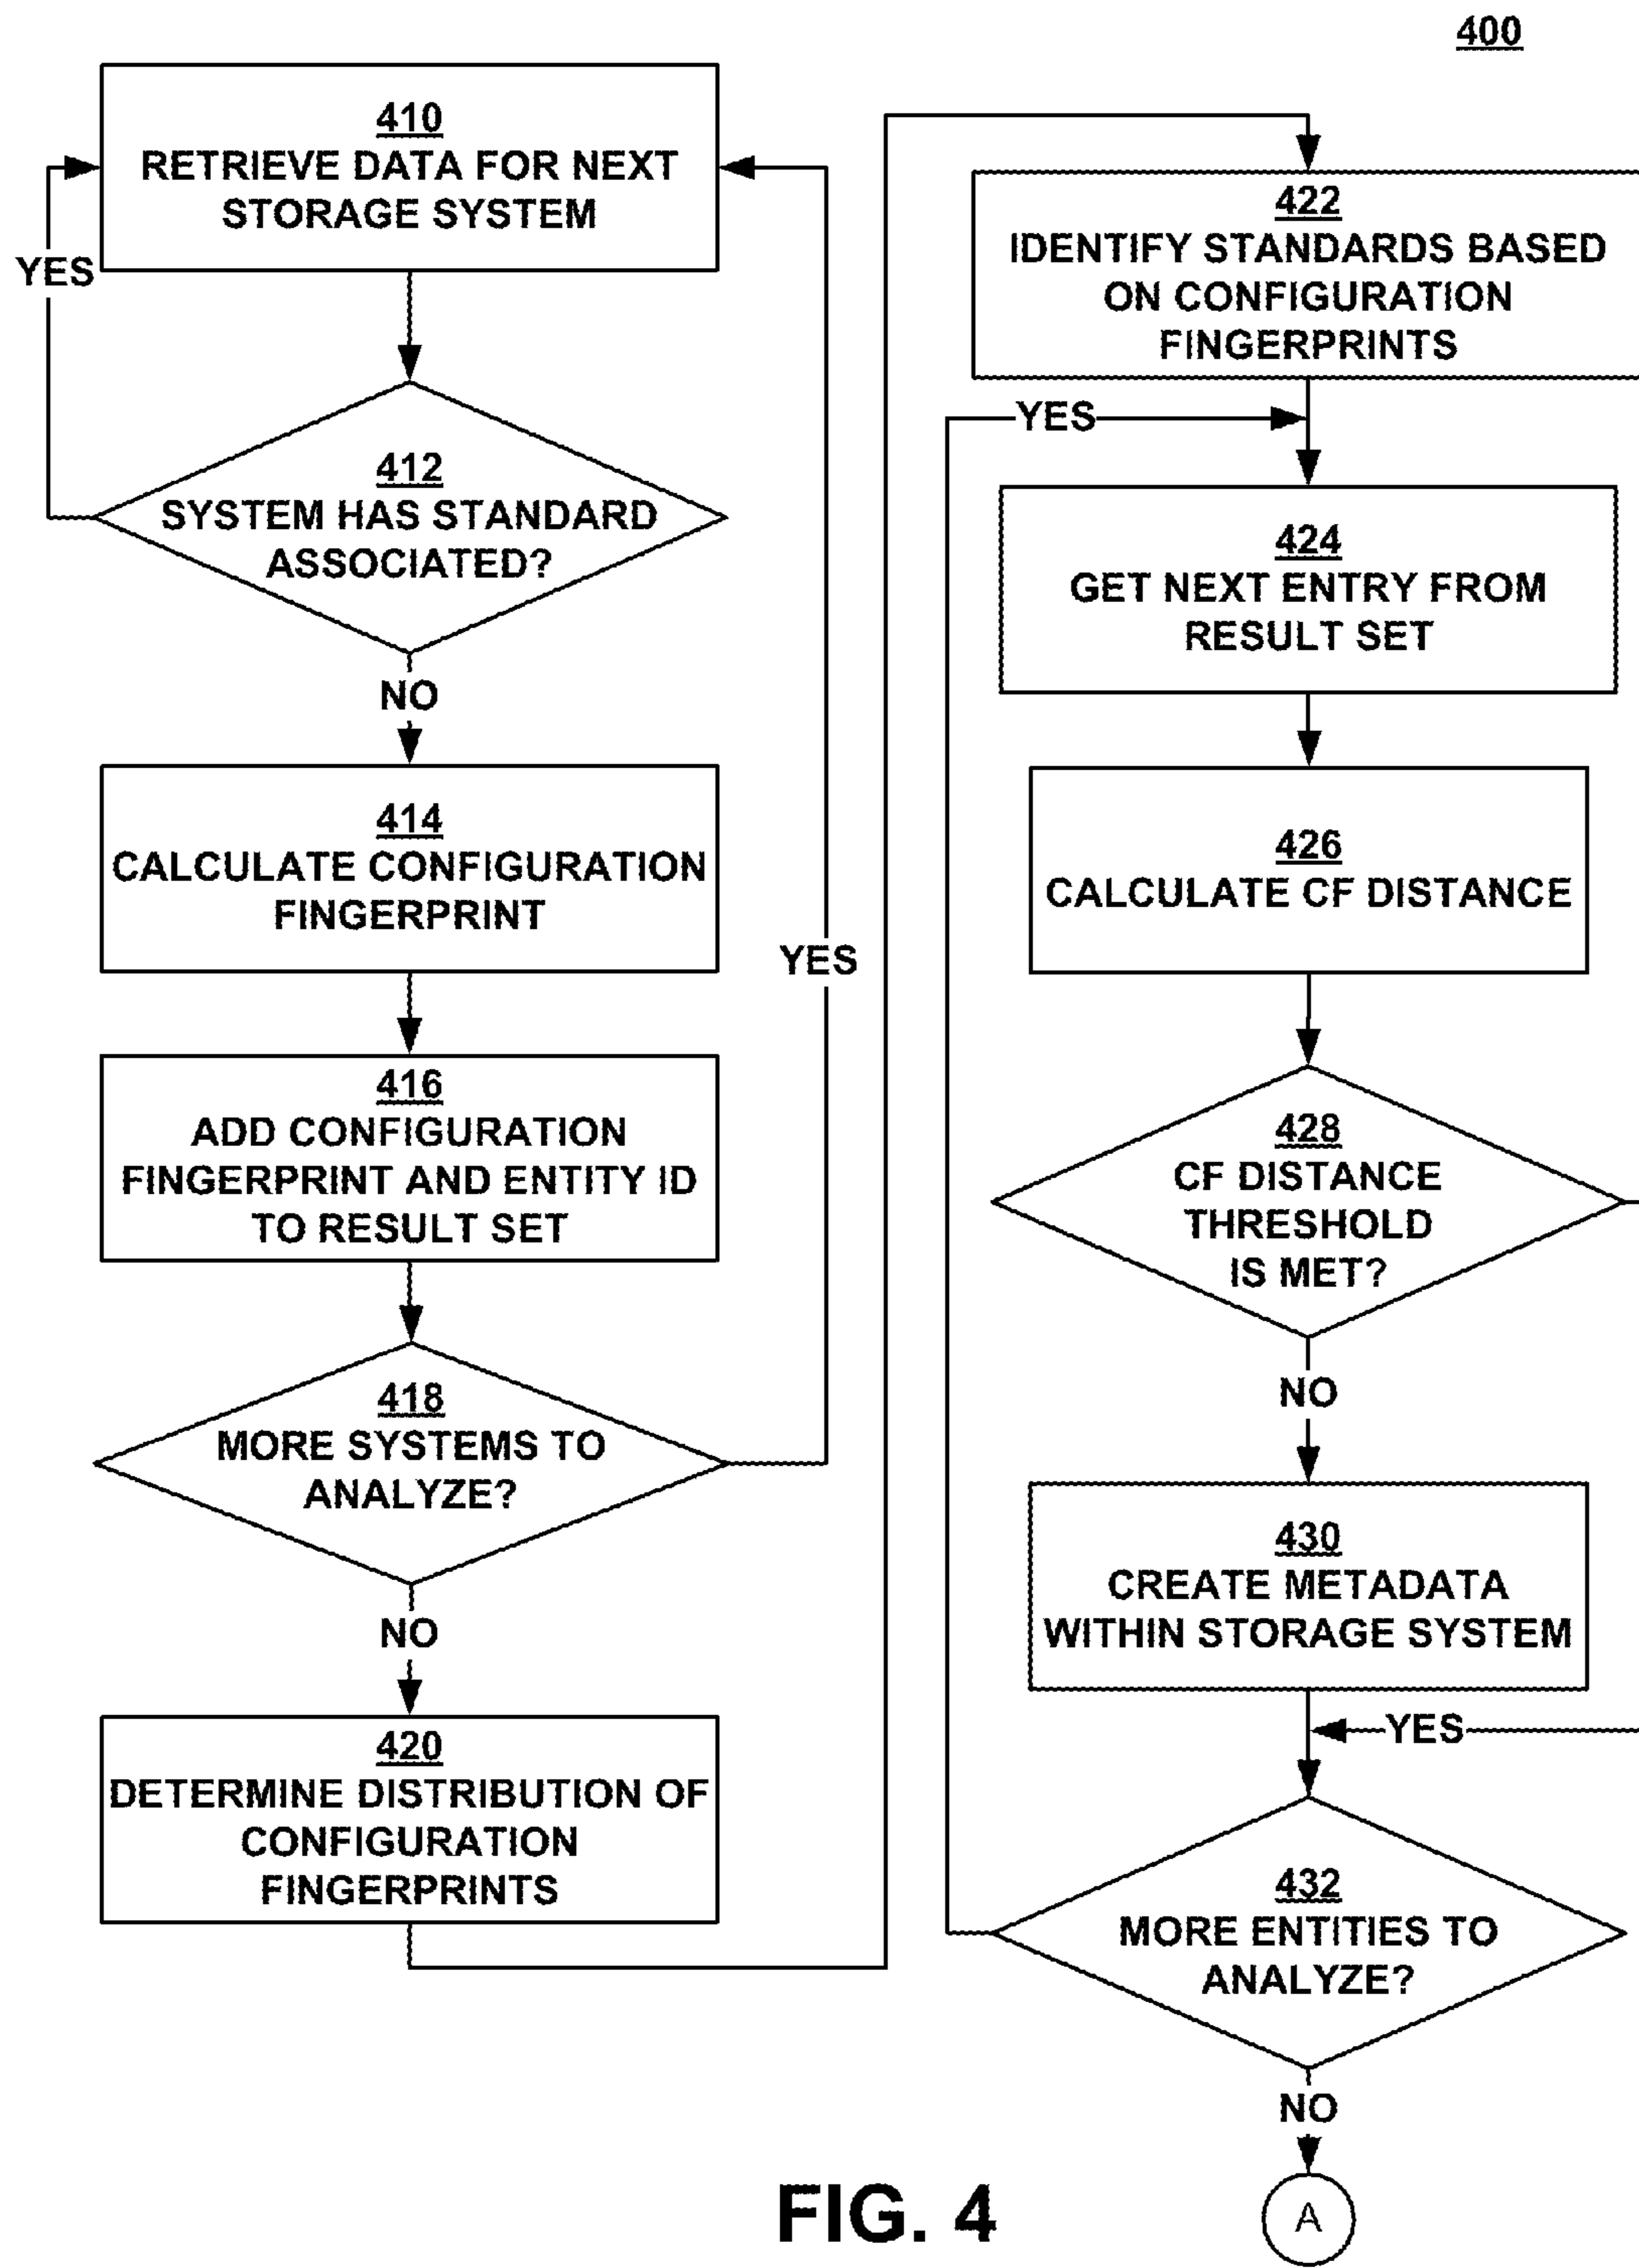 400
410
RETRIEVE DATA FOR NEXT
STORAGE SYSTEM
YES
412
SYSTEM HAS STANDARD
ASSOCIATED?
NO
414
CALCULATE CONFIGURATION
FINGERPRINT
416
ADD CONFIGURATION
FINGERPRINT AND ENTITY ID
TO RESULT SET
418
MORE SYSTEMS TO
ANALYZE?
YES
NO
420
DETERMINE DISTRIBUTION OF
CONFIGURATION
FINGERPRINTS
422
IDENTIFY STANDARDS BASED
ON CONFIGURATION
FINGERPRINTS
YES
424
GET NEXT ENTRY FROM
RESULT SET
426
CALCULATE CF DISTANCE
428
CF DISTANCE
THRESHOLD
IS MET?
NO
430
CREATE METADATA
WITHIN STORAGE SYSTEM
YES
432
MORE ENTITIES TO
ANALYZE?
NO
A
FIG. 4